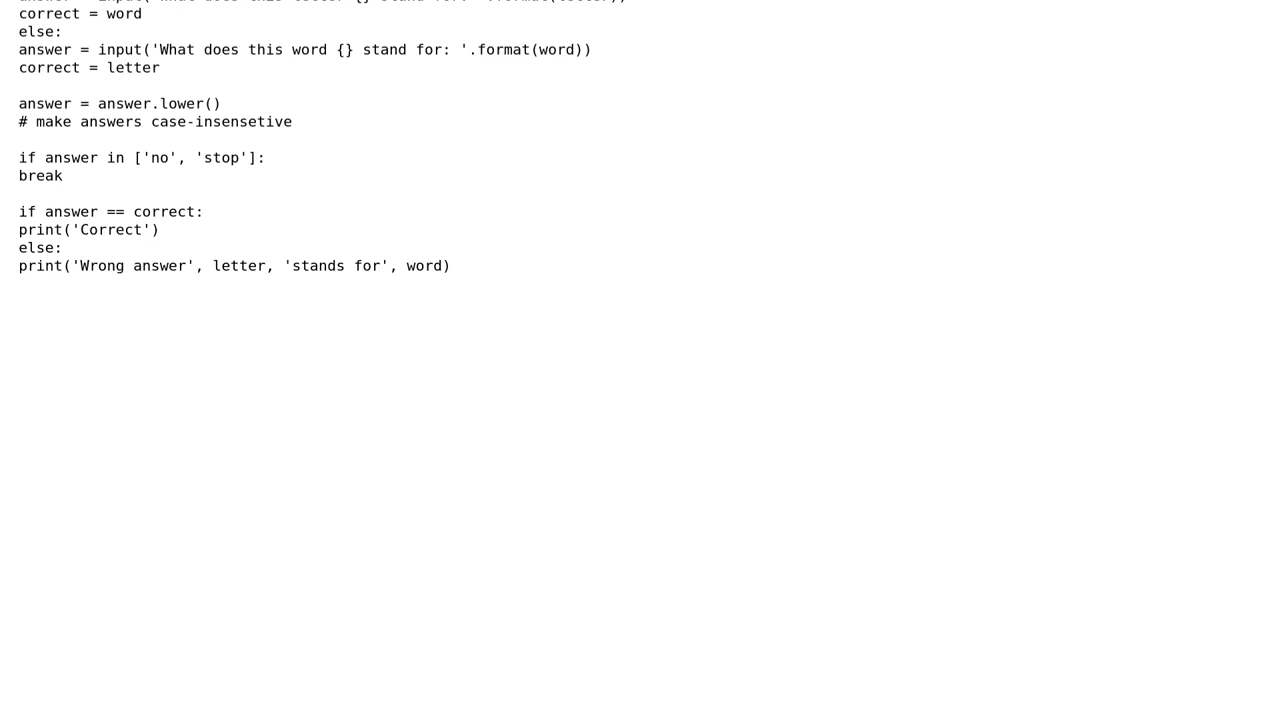 correct = word
else:
answer = input('What does this word {} stand for: '.format(word))
correct = letter

answer = answer.lower()
# make answers case-insensetive

if answer in ['no', 'stop']:
break

if answer == correct:
print('Correct')
else:
print('Wrong answer', letter, 'stands for', word)